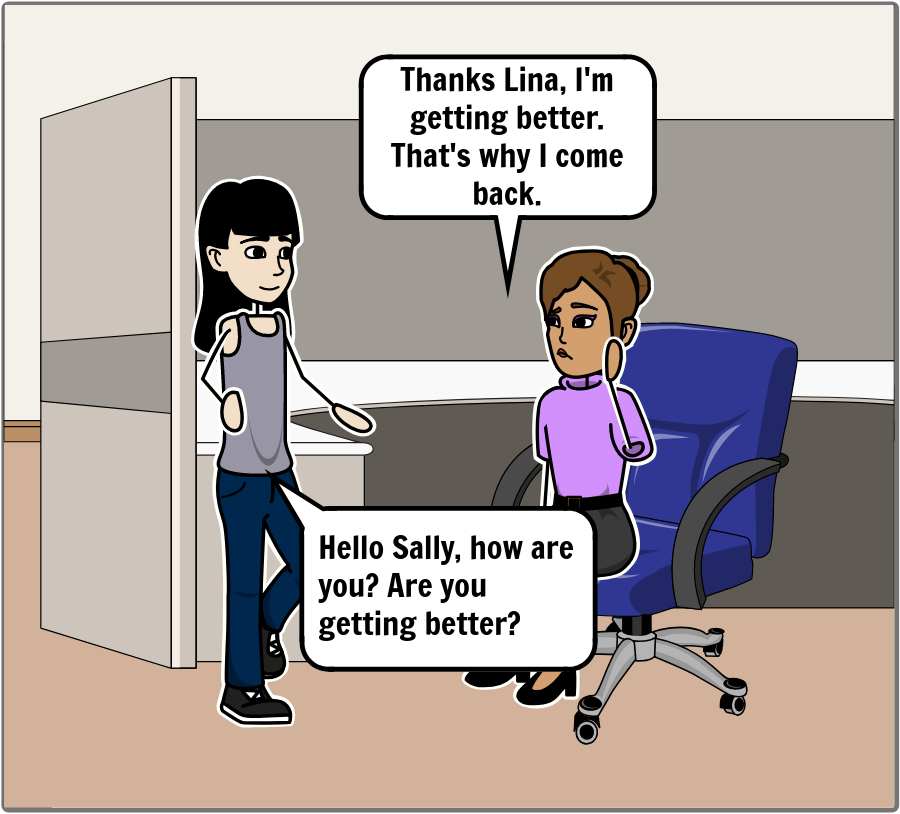 Thanks Lina, I'm
getting better.
That's why I come
back.
Hello Sally, how are
you? Are you
getting better?